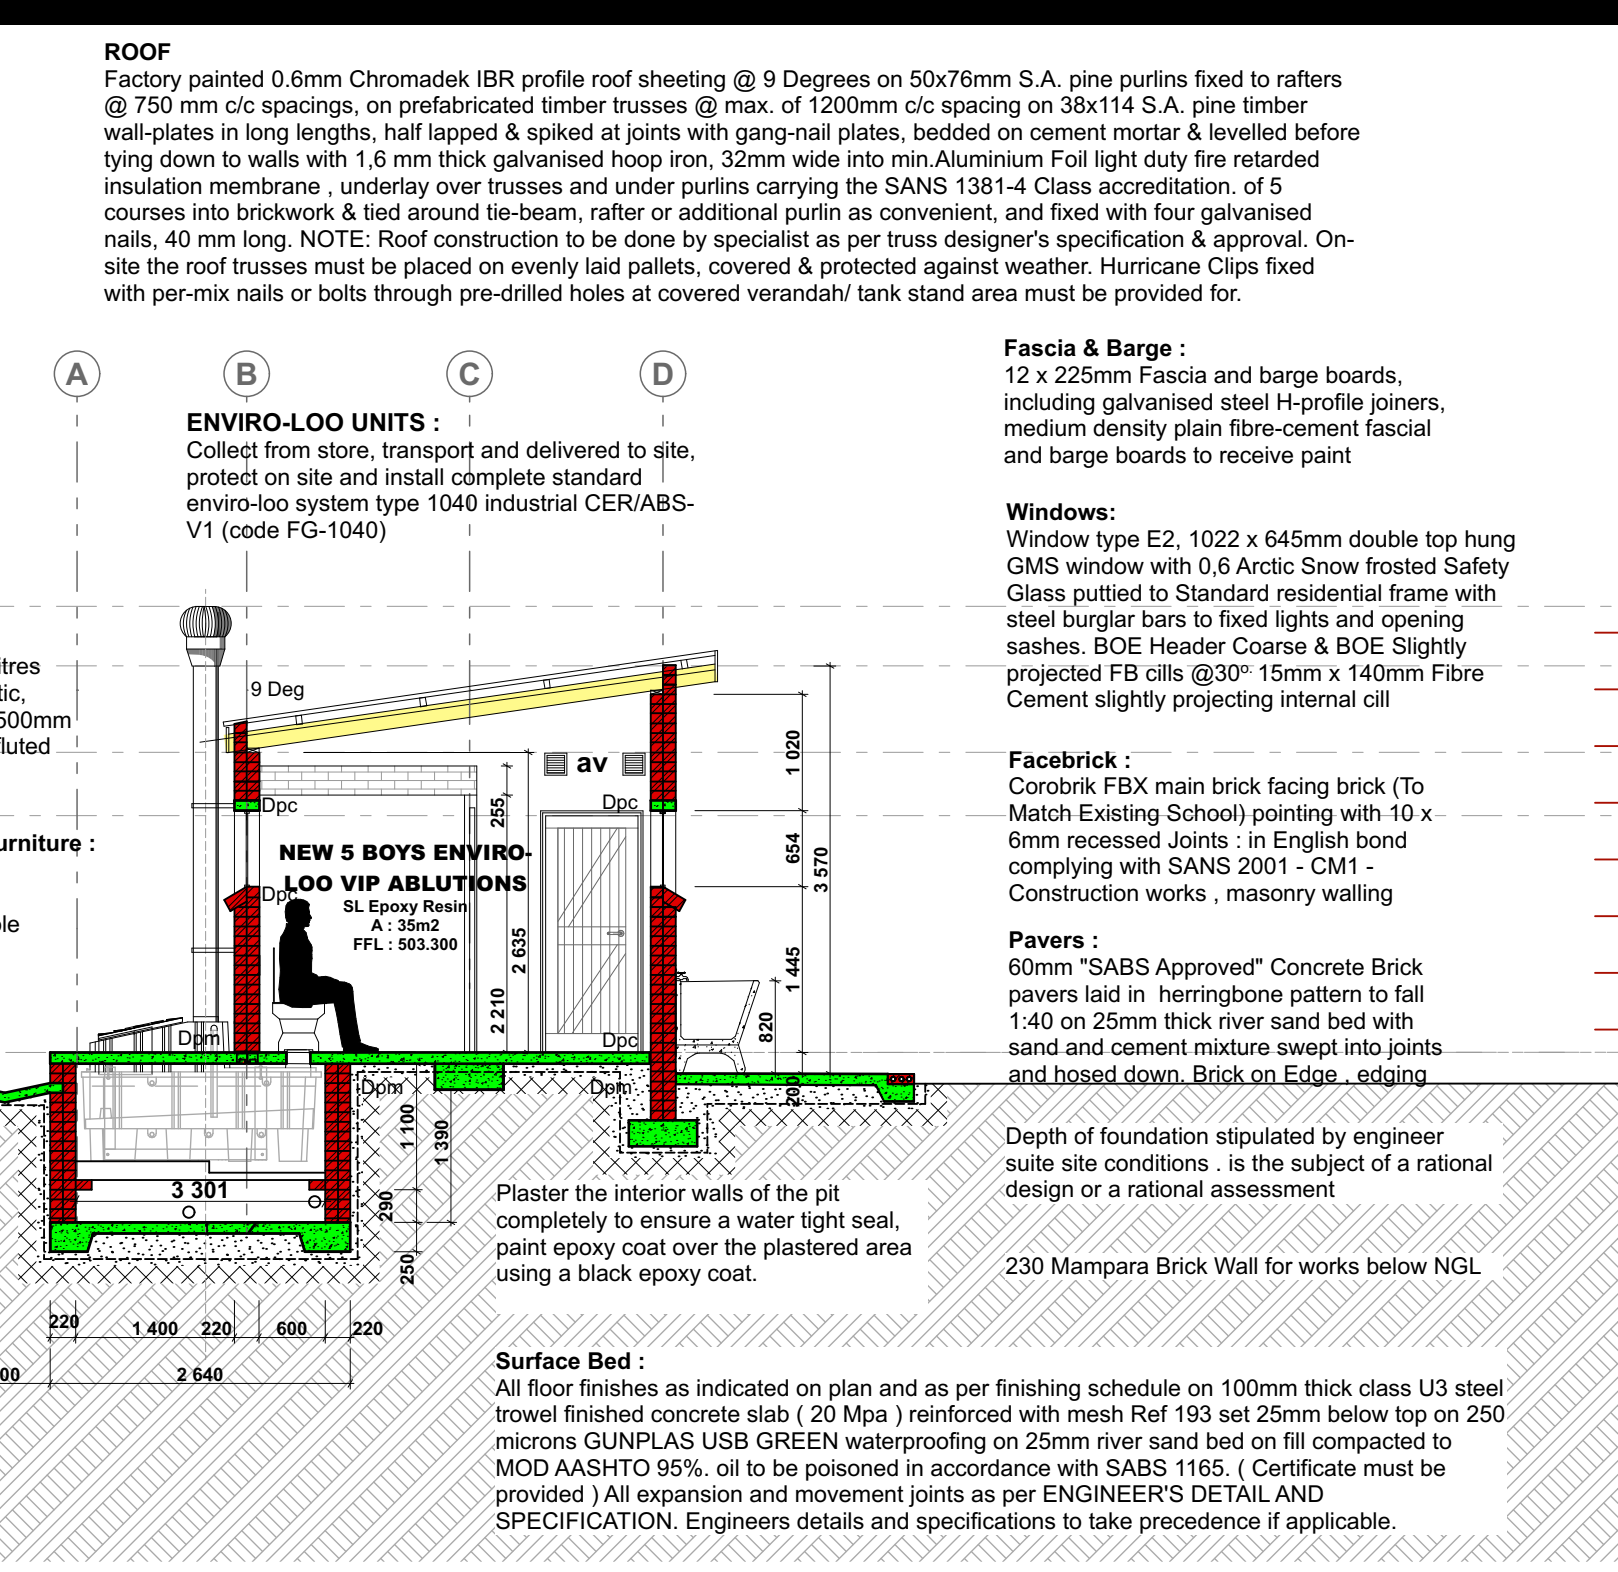 ROOF
Factory painted 0.6mm Chromadek IBR profile roof sheeting @ 9 Degrees on 50x76mm S.A. pine purlins fixed to rafters
@ 750 mm c/c spacings, on prefabricated timber trusses @ max. of 1200mm c/c spacing on 38x114 S.A. pine timber
wall-plates in long lengths, half lapped & spiked at joints with gang-nail plates, bedded on cement mortar & levelled before
tying down to walls with 1,6 mm thick galvanised hoop iron, 32mm wide into min.Aluminium Foil light duty fire retarded
insulation membrane , underlay over trusses and under purlins carrying the SANS 1381-4 Class accreditation. of 5
courses into brickwork & tied around tie-beam, rafter or additional purlin as convenient, and fixed with four galvanised
nails, 40 mm long. NOTE: Roof construction to be done by specialist as per truss designer's specification & approval. On-
site the roof trusses must be placed on evenly laid pallets, covered & protected against weather. Hurricane Clips fixed
with per-mix nails or bolts through pre-drilled holes at covered verandah/ tank stand area must be provided for.
A
B
C
D
ENVIRO-LOO UNITS :
Collect from store, transport and delivered to site,
protect on site and install complete standard
enviro-loo system type 1040 industrial CER/ABS-
V1 (code FG-1040)
Fascia & Barge :
12 x 225mm Fascia and barge boards,
including galvanised steel H-profile joiners,
medium density plain fibre-cement fascial
and barge boards to receive paint
Windows:
Window type E2, 1022 x 645mm double top hung
GMS window with 0,6 Arctic Snow frosted Safety
Glass puttied to Standard residential frame with
steel burglar bars to fixed lights and opening
sashes. BOE Header Coarse & BOE Slightly
projected FB cills @30º 15mm x 140mm Fibre
Cement slightly projecting internal cill
Facebrick :
Corobrik FBX main brick facing brick (To
Match Existing School) pointing with 10 x
6mm recessed Joints : in English bond
complying with SANS 2001 - CM1 -
Construction works , masonry walling
Pavers :
60mm "SABS Approved" Concrete Brick
pavers laid in herringbone pattern to fall
1:40 on 25mm thick river sand bed with
sand and cement mixture swept into joints
and hosed down. Brick on Edge , edging
itres
tic,
500mm
fluted
urniture :
ole
9 Deg
av
Dpc
Dpc
Dpc
Dpc
Dpm
Dpm
Dpm
NEW 5 BOYS ENVIRO-
LOO VIP ABLUTIONS
SL Epoxy Resin
A : 35m2
FFL : 503.300
255
2 635
2 210
1 020
654
1 445
3 570
820
200
1 100
1 390
290
250
3 301
220
1 400
220
600
220
00
2 640
Depth of foundation stipulated by engineer
suite site conditions . is the subject of a rational
design or a rational assessment
Plaster the interior walls of the pit
completely to ensure a water tight seal,
paint epoxy coat over the plastered area
using a black epoxy coat.
230 Mampara Brick Wall for works below NGL
Surface Bed :
All floor finishes as indicated on plan and as per finishing schedule on 100mm thick class U3 steel
trowel finished concrete slab ( 20 Mpa ) reinforced with mesh Ref 193 set 25mm below top on 250
microns GUNPLAS USB GREEN waterproofing on 25mm river sand bed on fill compacted to
MOD AASHTO 95%. oil to be poisoned in accordance with SABS 1165. ( Certificate must be
provided ) All expansion and movement joints as per ENGINEER'S DETAIL AND
SPECIFICATION. Engineers details and specifications to take precedence if applicable.